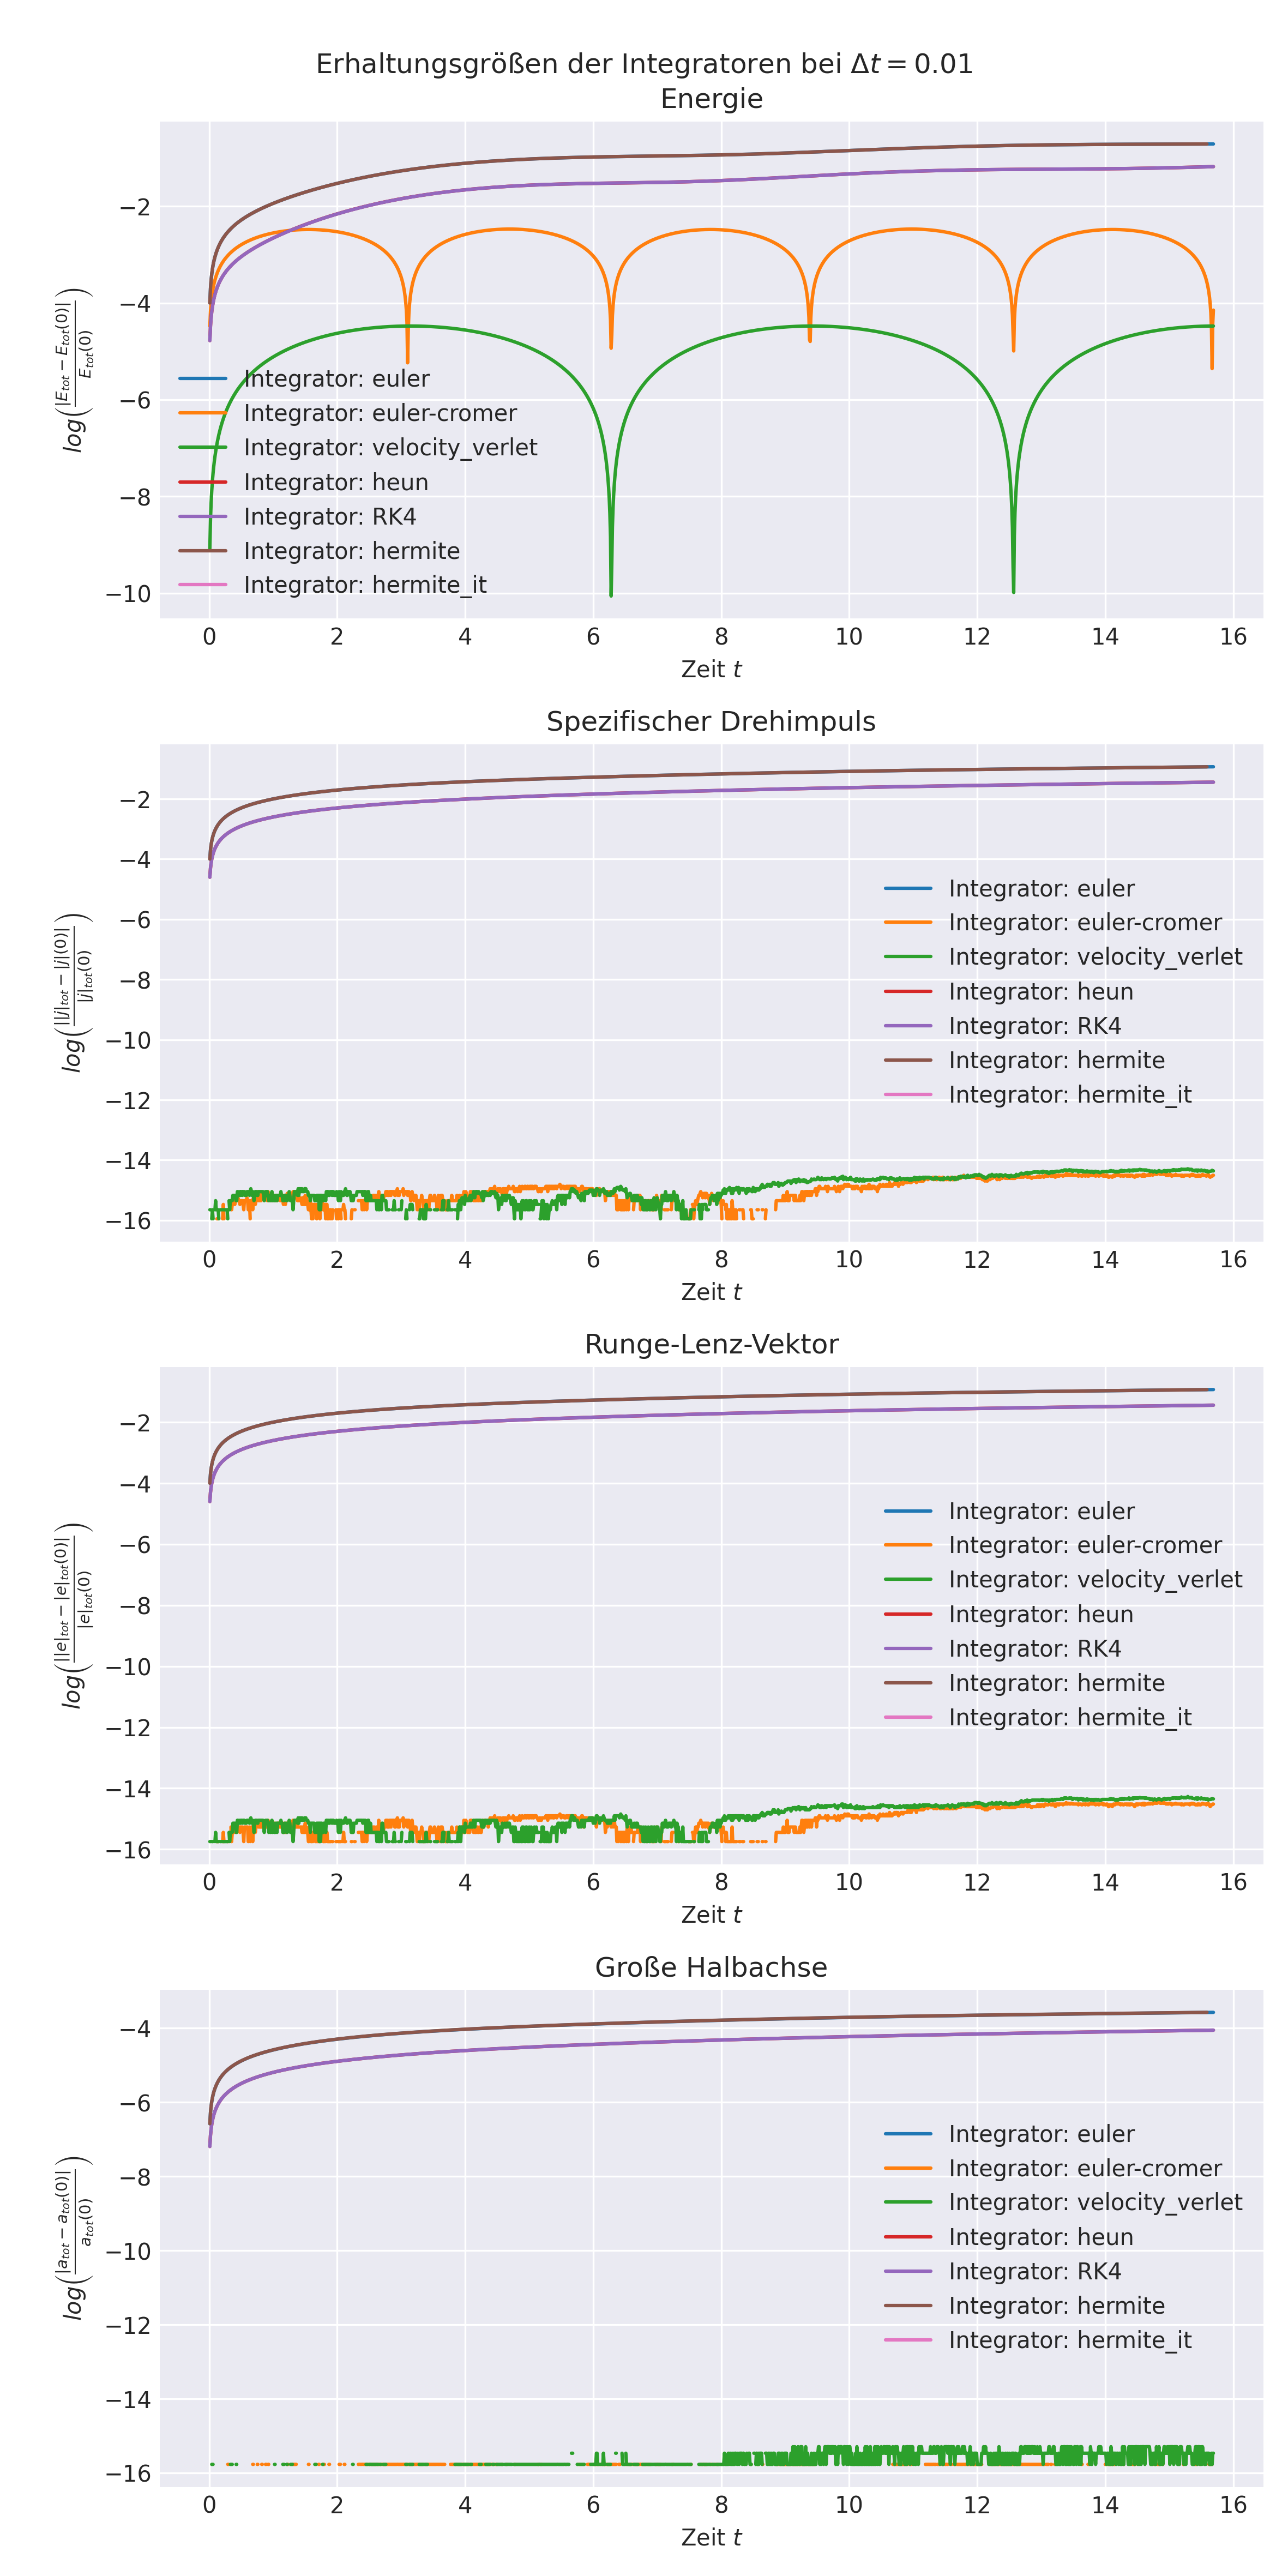 Erhaltungsgrößen der Integratoren bei Δt = 0.01
Energie
log(|E_tot − E_tot(0)| / E_tot(0))
−2
−4
−6
−8
−10
Integrator: euler
Integrator: euler-cromer
Integrator: velocity_verlet
Integrator: heun
Integrator: RK4
Integrator: hermite
Integrator: hermite_it
0 2 4 6 8 10 12 14 16
Zeit t
Spezifischer Drehimpuls
log(||j|_tot − |j|(0)| / |j|_tot(0))
−2
−4
−6
−8
−10
−12
−14
−16
Integrator: euler
Integrator: euler-cromer
Integrator: velocity_verlet
Integrator: heun
Integrator: RK4
Integrator: hermite
Integrator: hermite_it
0 2 4 6 8 10 12 14 16
Zeit t
Runge-Lenz-Vektor
log(||e|_tot − |e|_tot(0)| / |e|_tot(0))
−2
−4
−6
−8
−10
−12
−14
−16
Integrator: euler
Integrator: euler-cromer
Integrator: velocity_verlet
Integrator: heun
Integrator: RK4
Integrator: hermite
Integrator: hermite_it
0 2 4 6 8 10 12 14 16
Zeit t
Große Halbachse
log(|a_tot − a_tot(0)| / a_tot(0))
−4
−6
−8
−10
−12
−14
−16
Integrator: euler
Integrator: euler-cromer
Integrator: velocity_verlet
Integrator: heun
Integrator: RK4
Integrator: hermite
Integrator: hermite_it
0 2 4 6 8 10 12 14 16
Zeit t